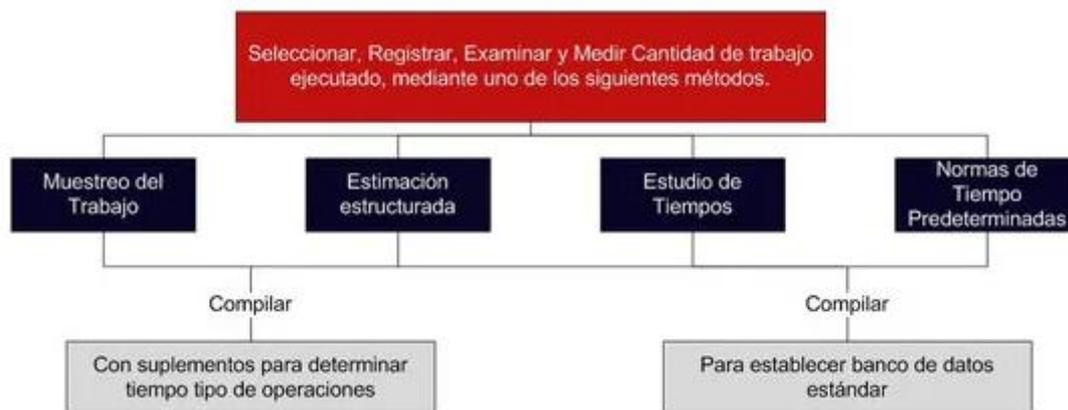 Seleccionar, Registrar, Examinar y Medir Cantidad de trabajo
ejecutado, mediante uno de los siguientes métodos.
Muestreo del
Trabajo
Estimación
estructurada
Estudio de
Tiempos
Normas de
Tiempo
Predeterminadas
Compilar
Compilar
Con suplementos para determinar
tiempo tipo de operaciones
Para establecer banco de datos
estándar